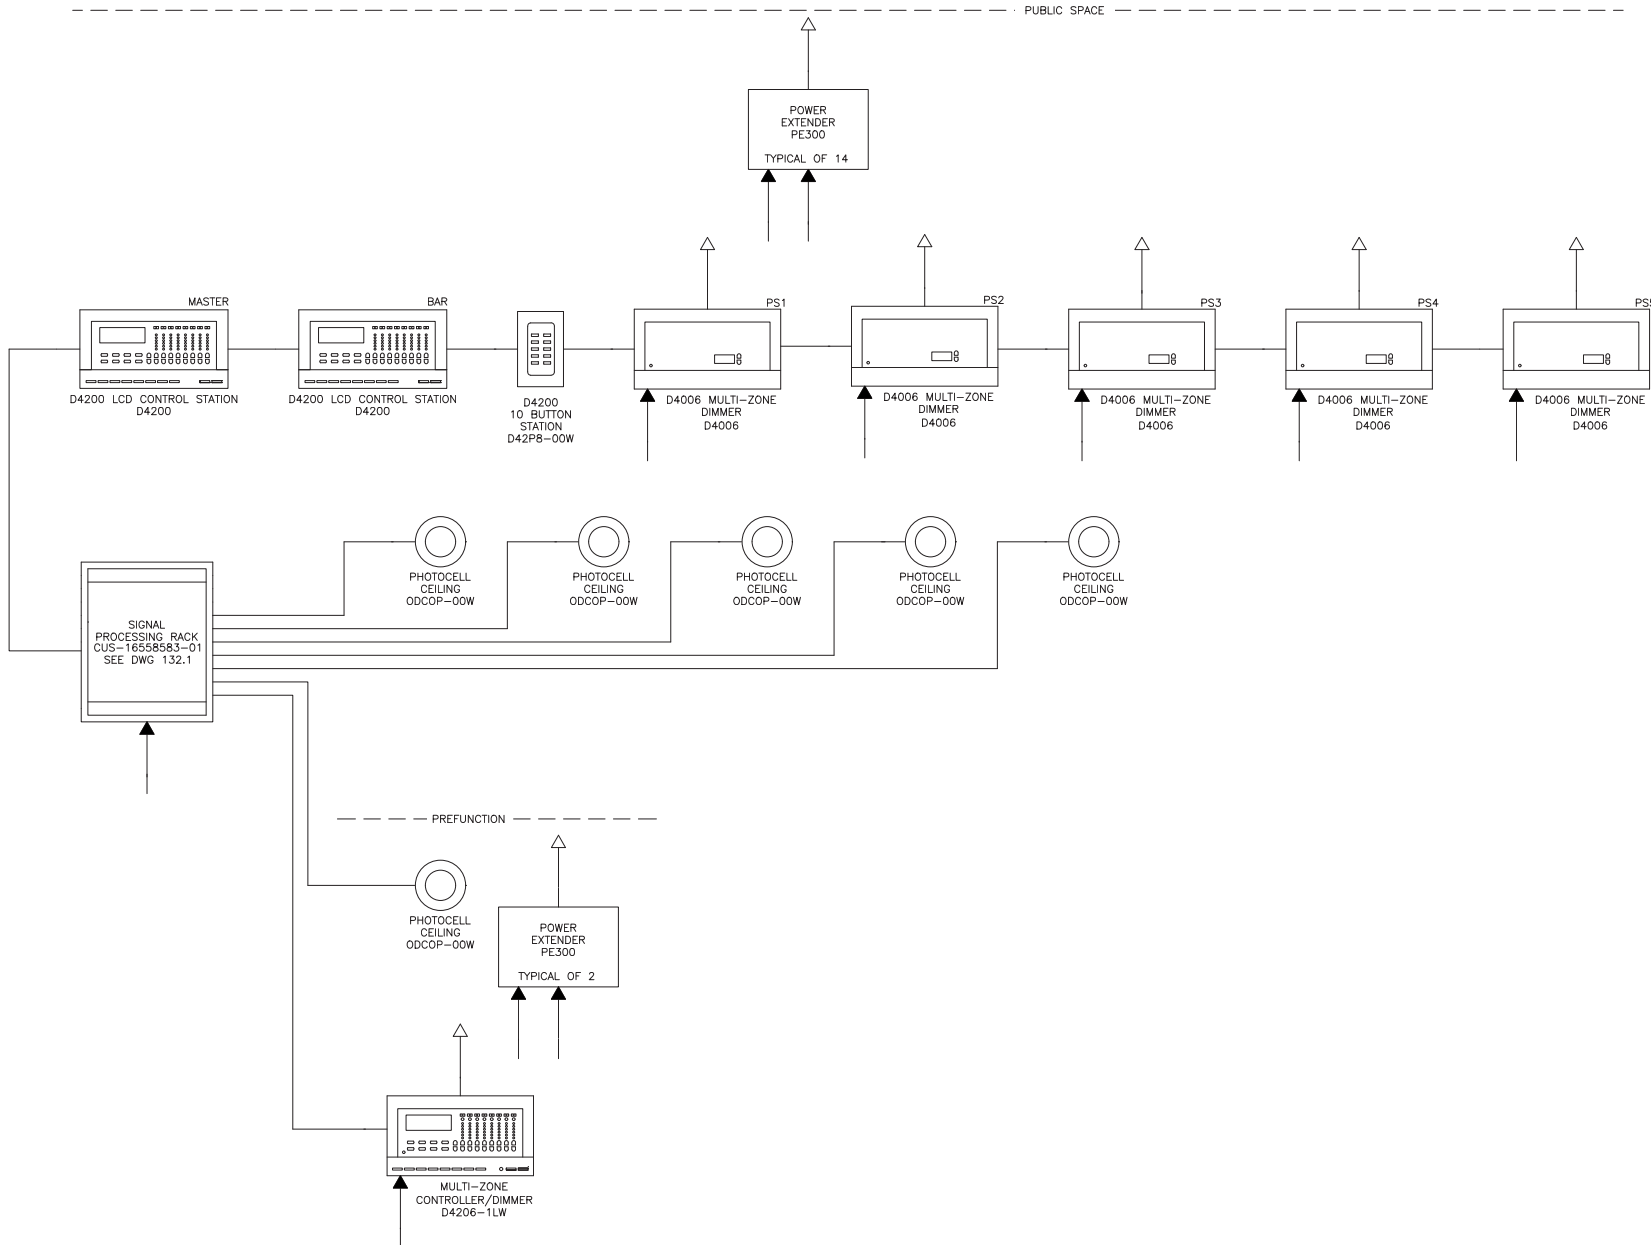 PUBLIC SPACE
POWER
EXTENDER
PE300
TYPICAL OF 14
MASTER
D4200 LCD CONTROL STATION
D4200
BAR
D4200 LCD CONTROL STATION
D4200
D4200
10 BUTTON
STATION
D42P8-00W
PS1
D4006 MULTI-ZONE
DIMMER
D4006
PS2
D4006 MULTI-ZONE
DIMMER
D4006
PS3
D4006 MULTI-ZONE
DIMMER
D4006
PS4
D4006 MULTI-ZONE
DIMMER
D4006
PS5
D4006 MULTI-ZONE
DIMMER
D4006
PHOTOCELL
CEILING
ODCOP-00W
PHOTOCELL
CEILING
ODCOP-00W
PHOTOCELL
CEILING
ODCOP-00W
PHOTOCELL
CEILING
ODCOP-00W
PHOTOCELL
CEILING
ODCOP-00W
SIGNAL
PROCESSING RACK
CUS-16558583-01
SEE DWG 132.1
PREFUNCTION
PHOTOCELL
CEILING
ODCOP-00W
POWER
EXTENDER
PE300
TYPICAL OF 2
MULTI-ZONE
CONTROLLER/DIMMER
D4206-1LW